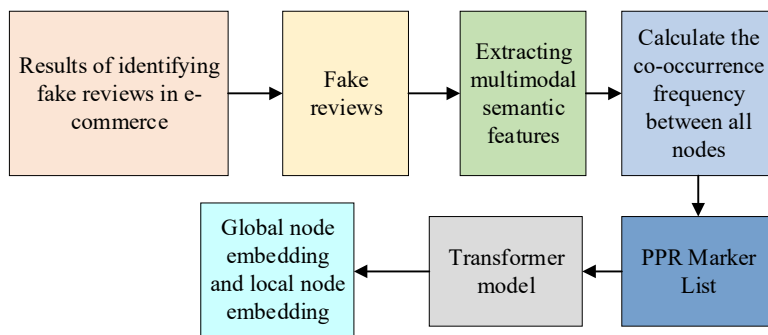 Results of identifying
fake reviews in e-
commerce
Fake
reviews
Extracting
multimodal
semantic
features
Calculate the
co-occurrence
frequency
between all
nodes
PPR Marker
List
Transformer
model
Global node
embedding
and local node
embedding